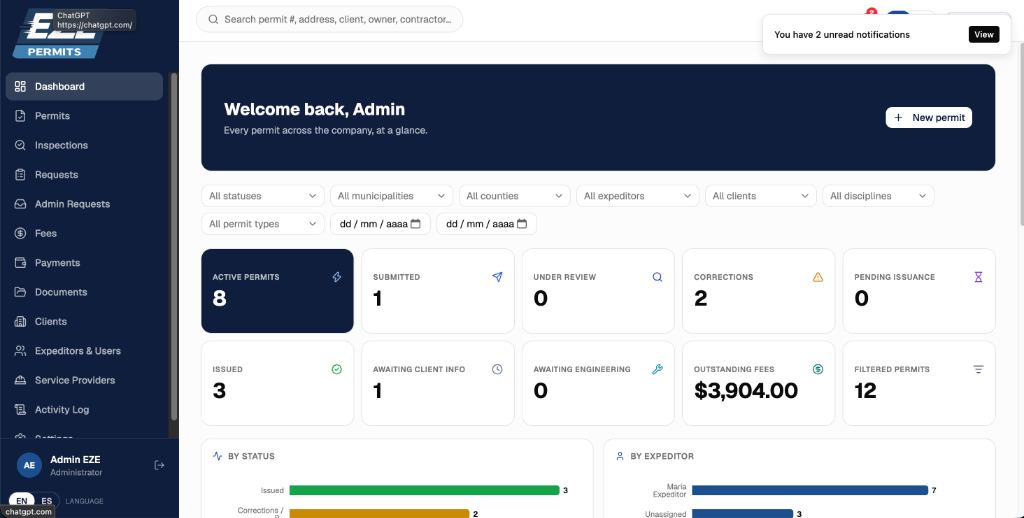 ChatGPT
https://chatgpt.com/
EZE
PERMITS
Dashboard
Permits
Inspections
Requests
Admin Requests
Fees
Payments
Documents
Clients
Expeditors & Users
Service Providers
Activity Log
Settings
AE
Admin EZE
Administrator
EN ES LANGUAGE
chatgpt.com
Search permit #, address, client, owner, contractor...
2
You have 2 unread notifications
View
Welcome back, Admin
Every permit across the company, at a glance.
+ New permit
All statuses
All municipalities
All counties
All expeditors
All clients
All disciplines
All permit types
dd / mm / aaaa
dd / mm / aaaa
ACTIVE PERMITS
8
SUBMITTED
1
UNDER REVIEW
0
CORRECTIONS
2
PENDING ISSUANCE
0
ISSUED
3
AWAITING CLIENT INFO
1
AWAITING ENGINEERING
0
OUTSTANDING FEES
$3,904.00
FILTERED PERMITS
12
BY STATUS
Issued 3
Corrections / 2
BY EXPEDITOR
Maria
Expeditor 7
Unassigned 3